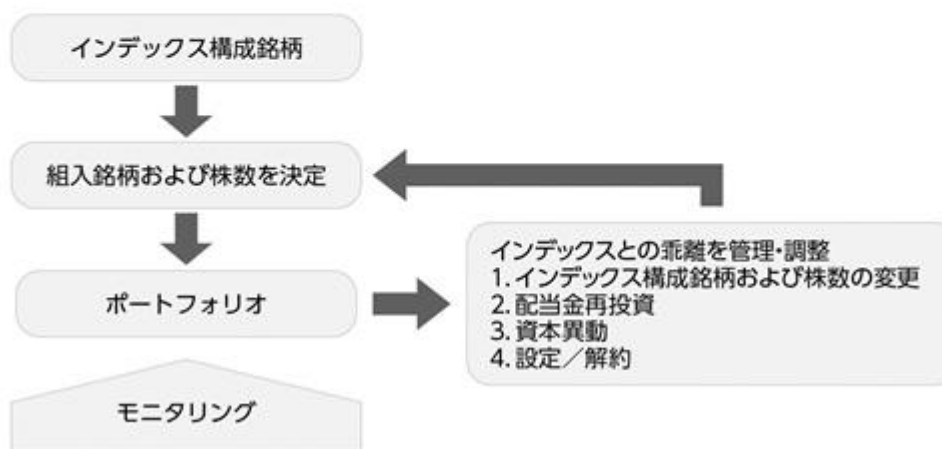 インデックス構成銘柄
組入銘柄および株数を決定
インデックスとの乖離を管理・調整
1. インデックス構成銘柄および株数の変更
2. 配当金再投資
3. 資本異動
4. 設定／解約
ポートフォリオ
モニタリング